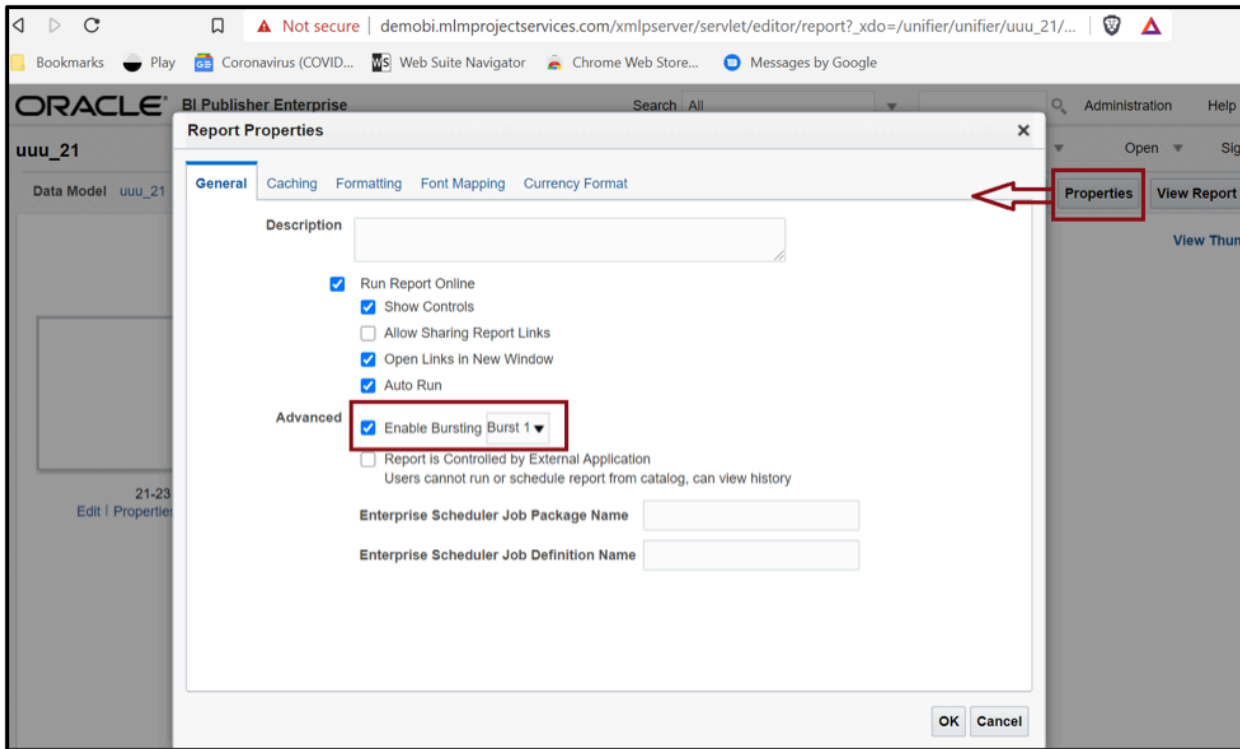 Not secure | demobi.mlmprojectservices.com/xmlpserver/servlet/editor/report?_xdo=/unifier/unifier/uuu_21/...
Bookmarks Play Coronavirus (COVID... Web Suite Navigator Chrome Web Store... Messages by Google
ORACLE BI Publisher Enterprise Search All Administration Help
Report Properties
uuu_21 Open
Data Model uuu_21 General Caching Formatting Font Mapping Currency Format Properties View Report
Description
Run Report Online
Show Controls
Allow Sharing Report Links
Open Links in New Window
Auto Run
Advanced Enable Bursting Burst 1
Report is Controlled by External Application
Users cannot run or schedule report from catalog, can view history
21-23
Edit | Enterprise Scheduler Job Package Name
Enterprise Scheduler Job Definition Name
OK Cancel